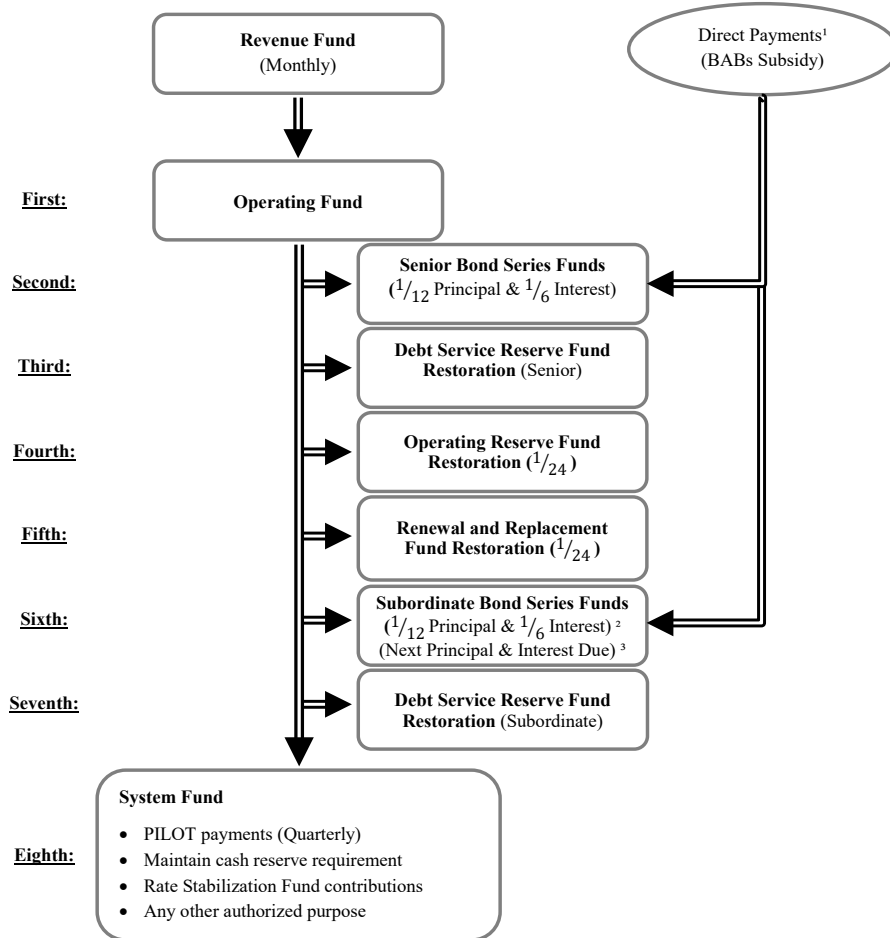 Revenue Fund
(Monthly)
Direct Payments¹
(BABs Subsidy)
First:
Operating Fund
Second:
Senior Bond Series Funds
(1/12 Principal & 1/6 Interest)
Third:
Debt Service Reserve Fund
Restoration (Senior)
Fourth:
Operating Reserve Fund
Restoration (1/24 )
Fifth:
Renewal and Replacement
Fund Restoration (1/24 )
Sixth:
Subordinate Bond Series Funds
(1/12 Principal & 1/6 Interest) ²
(Next Principal & Interest Due) ³
Seventh:
Debt Service Reserve Fund
Restoration (Subordinate)
Eighth:
System Fund
• PILOT payments (Quarterly)
• Maintain cash reserve requirement
• Rate Stabilization Fund contributions
• Any other authorized purpose